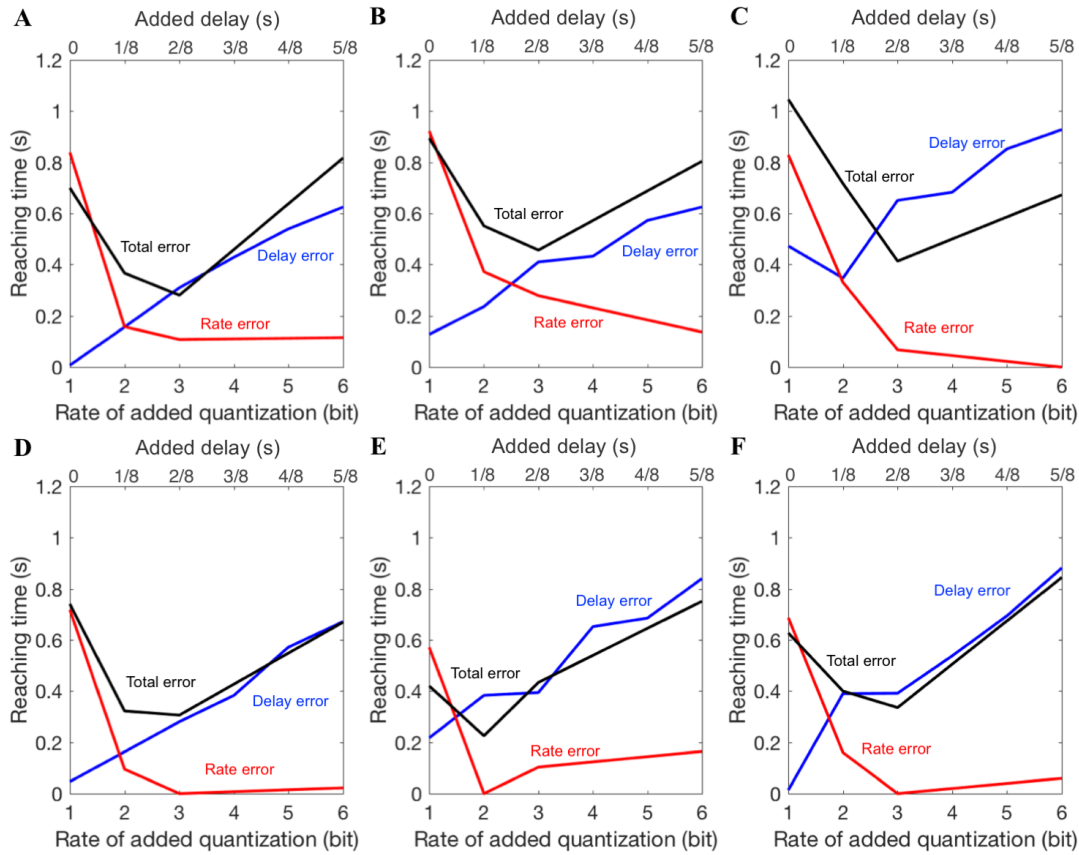 A
Added delay (s)
0 1/8 2/8 3/8 4/8 5/8
1.2
1
0.8
0.6
0.4
0.2
0
Reaching time (s)
Total error
Delay error
Rate error
1 2 3 4 5 6
Rate of added quantization (bit)
B
Added delay (s)
0 1/8 2/8 3/8 4/8 5/8
1.2
1
0.8
0.6
0.4
0.2
0
Reaching time (s)
Total error
Delay error
Rate error
1 2 3 4 5 6
Rate of added quantization (bit)
C
Added delay (s)
0 1/8 2/8 3/8 4/8 5/8
1.2
1
0.8
0.6
0.4
0.2
0
Reaching time (s)
Delay error
Total error
Rate error
1 2 3 4 5 6
Rate of added quantization (bit)
D
Added delay (s)
0 1/8 2/8 3/8 4/8 5/8
1.2
1
0.8
0.6
0.4
0.2
0
Reaching time (s)
Total error
Delay error
Rate error
1 2 3 4 5 6
Rate of added quantization (bit)
E
Added delay (s)
0 1/8 2/8 3/8 4/8 5/8
1.2
1
0.8
0.6
0.4
0.2
0
Reaching time (s)
Delay error
Total error
Rate error
1 2 3 4 5 6
Rate of added quantization (bit)
F
Added delay (s)
0 1/8 2/8 3/8 4/8 5/8
1.2
1
0.8
0.6
0.4
0.2
0
Reaching time (s)
Delay error
Total error
Rate error
1 2 3 4 5 6
Rate of added quantization (bit)